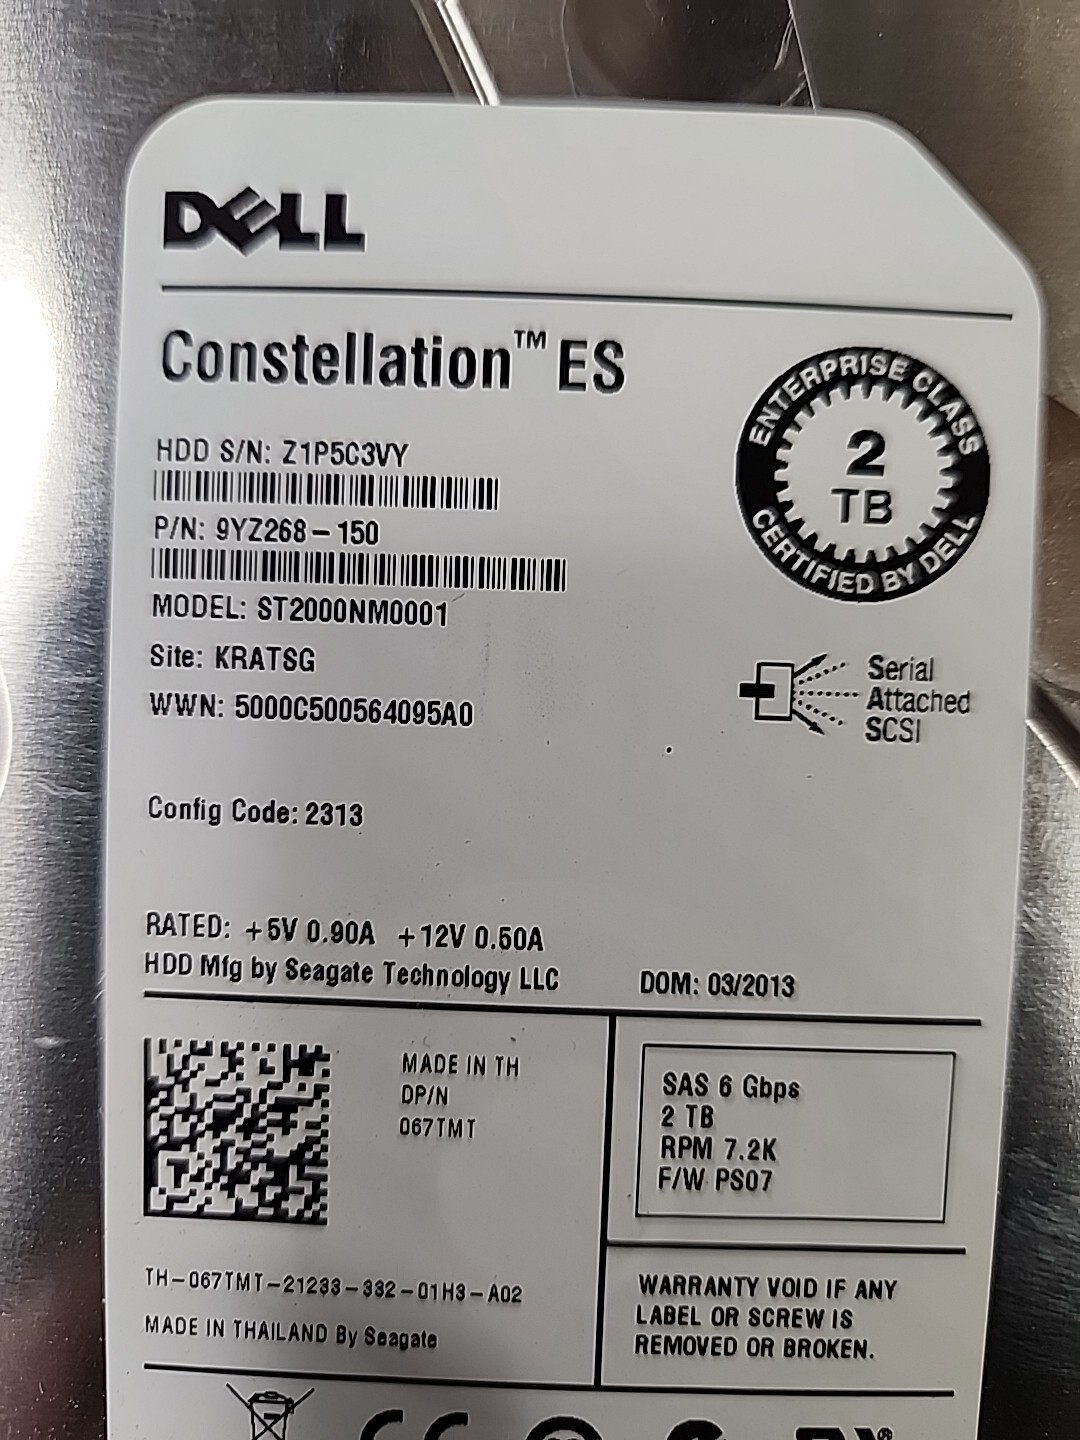 DELL
Constellation™ ES
ENTERPRISE CLASS
2
TB
CERTIFIED BY DELL
HDD S/N: Z1P5C3VY
P/N: 9YZ268-150
MODEL: ST2000NM0001
Site: KRATSG
WWN: 5000C500564095A0
Serial
Attached
SCSI
Config Code: 2313
RATED: +5V 0.90A +12V 0.50A
HDD Mfg by Seagate Technology LLC
DOM: 03/2013
MADE IN TH
DP/N
067TMT
SAS 6 Gbps
2 TB
RPM 7.2K
F/W PS07
TH-067TMT-21233-332-01H3-A02
MADE IN THAILAND By Seagate
WARRANTY VOID IF ANY
LABEL OR SCREW IS
REMOVED OR BROKEN.